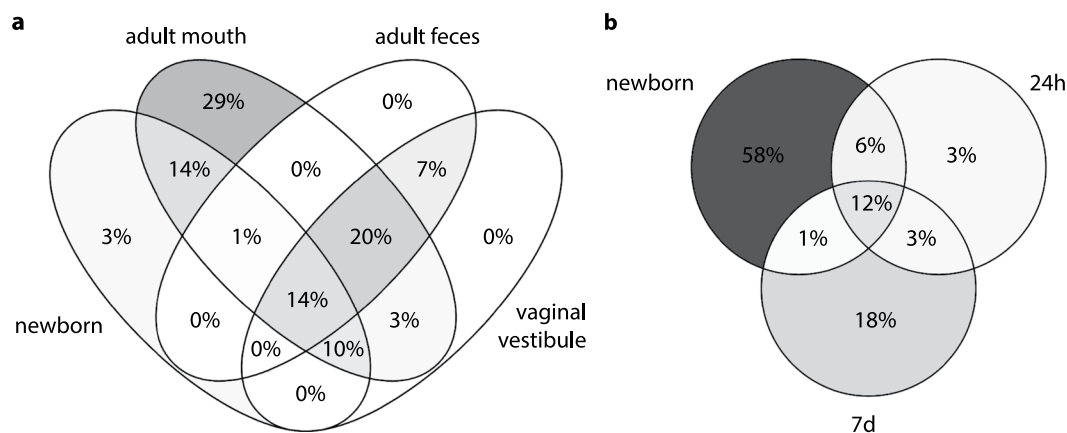 a
adult mouth
adult feces
29%
0%
14%
0%
7%
3%
1%
20%
0%
14%
newborn
0%
3%
vaginal
vestibule
0%
10%
0%
b
newborn
24h
58%
6%
3%
12%
1%
3%
18%
7d